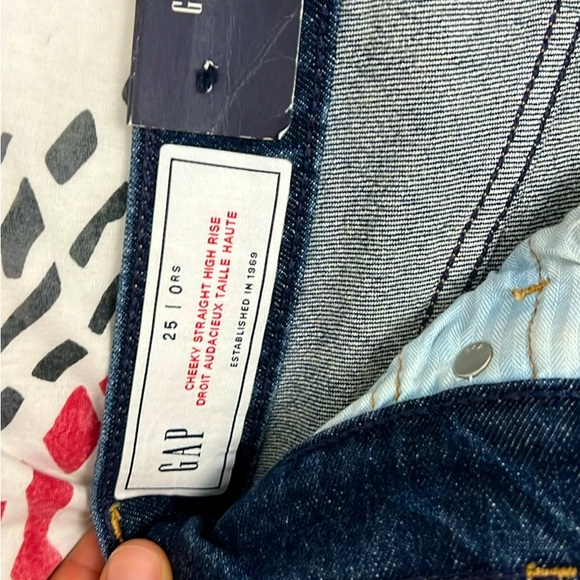 G
GAP
25 | 0RS
CHEEKY STRAIGHT HIGH RISE
DROIT AUDACIEUX TAILLE HAUTE
ESTABLISHED IN 1969